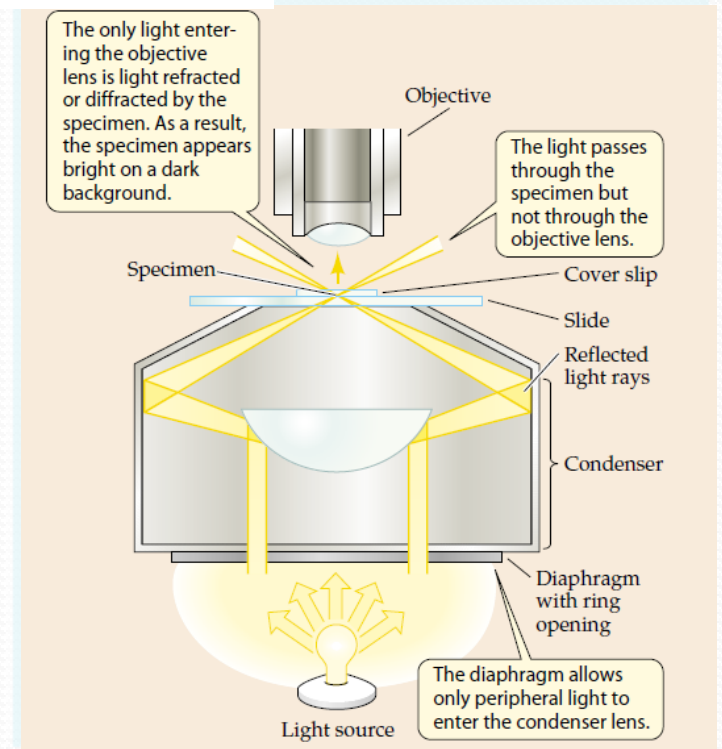 The only light enter-
ing the objective
lens is light refracted
or diffracted by the
specimen. As a result,
the specimen appears
bright on a dark
background.
Objective
The light passes
through the
specimen but
not through the
objective lens.
Specimen
Cover slip
Slide
Reflected
light rays
Condenser
Diaphragm
with ring
opening
The diaphragm allows
only peripheral light to
enter the condenser lens.
Light source